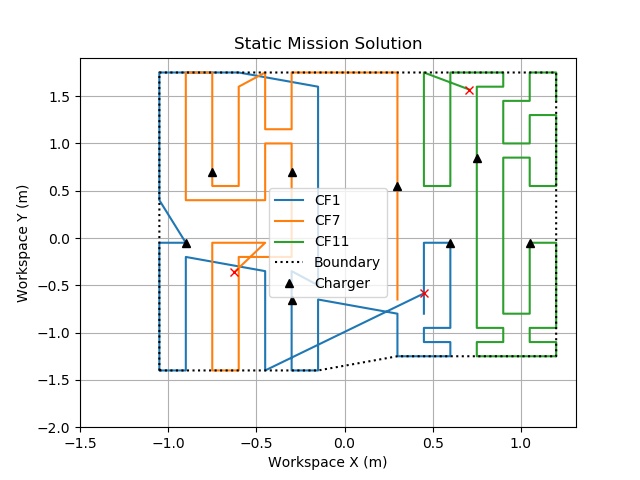 Static Mission Solution
Workspace Y (m)
1.5
1.0
0.5
0.0
−0.5
−1.0
−1.5
−2.0
CF1
CF7
CF11
Boundary
Charger
−1.5 −1.0 −0.5 0.0 0.5 1.0
Workspace X (m)